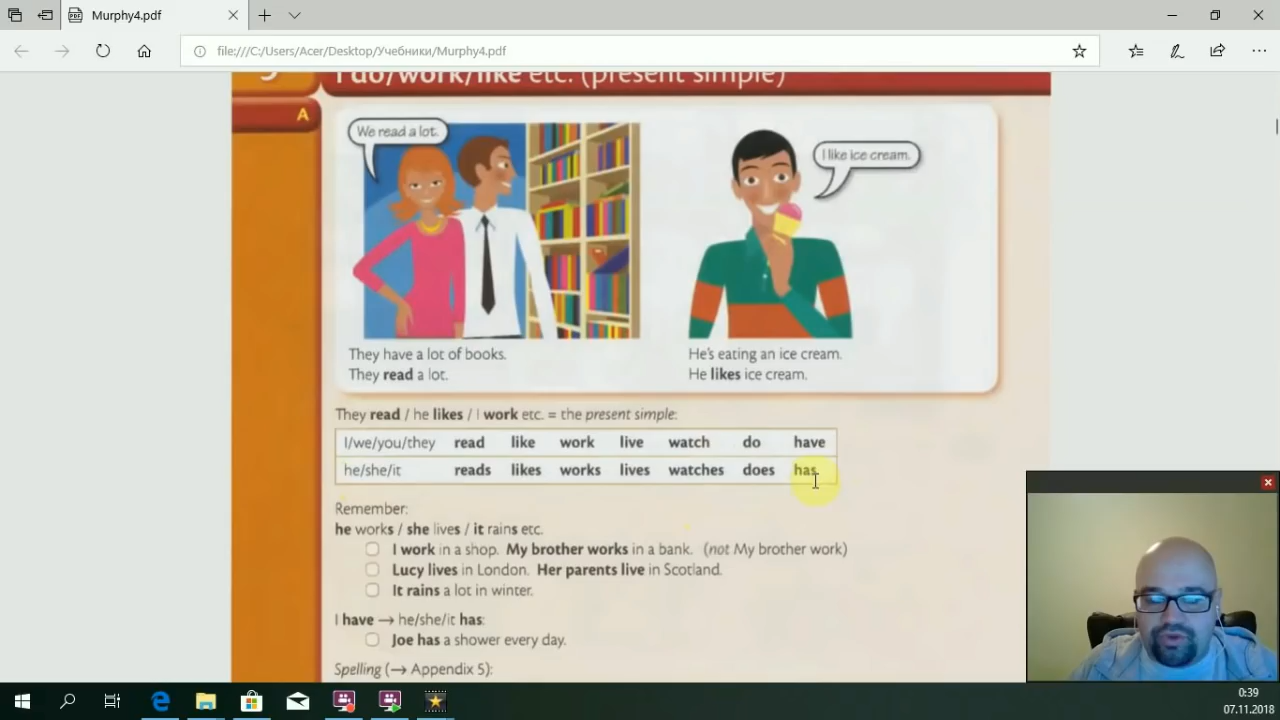 Murphy4.pdf
file:///C:/Users/Acer/Desktop/Учебники/Murphy4.pdf
I do/work/like etc. (present simple)
A
We read a lot.
I like ice cream.
They have a lot of books.
They read a lot.
He's eating an ice cream.
He likes ice cream.
They read / he likes / I work etc. = the present simple:
I/we/you/they read like work live watch do have
he/she/it reads likes works lives watches does has
Remember:
he works / she lives / it rains etc.
I work in a shop. My brother works in a bank. (not My brother work)
Lucy lives in London. Her parents live in Scotland.
It rains a lot in winter.
I have → he/she/it has:
Joe has a shower every day.
Spelling (→ Appendix 5):
0:39
07.11.2018